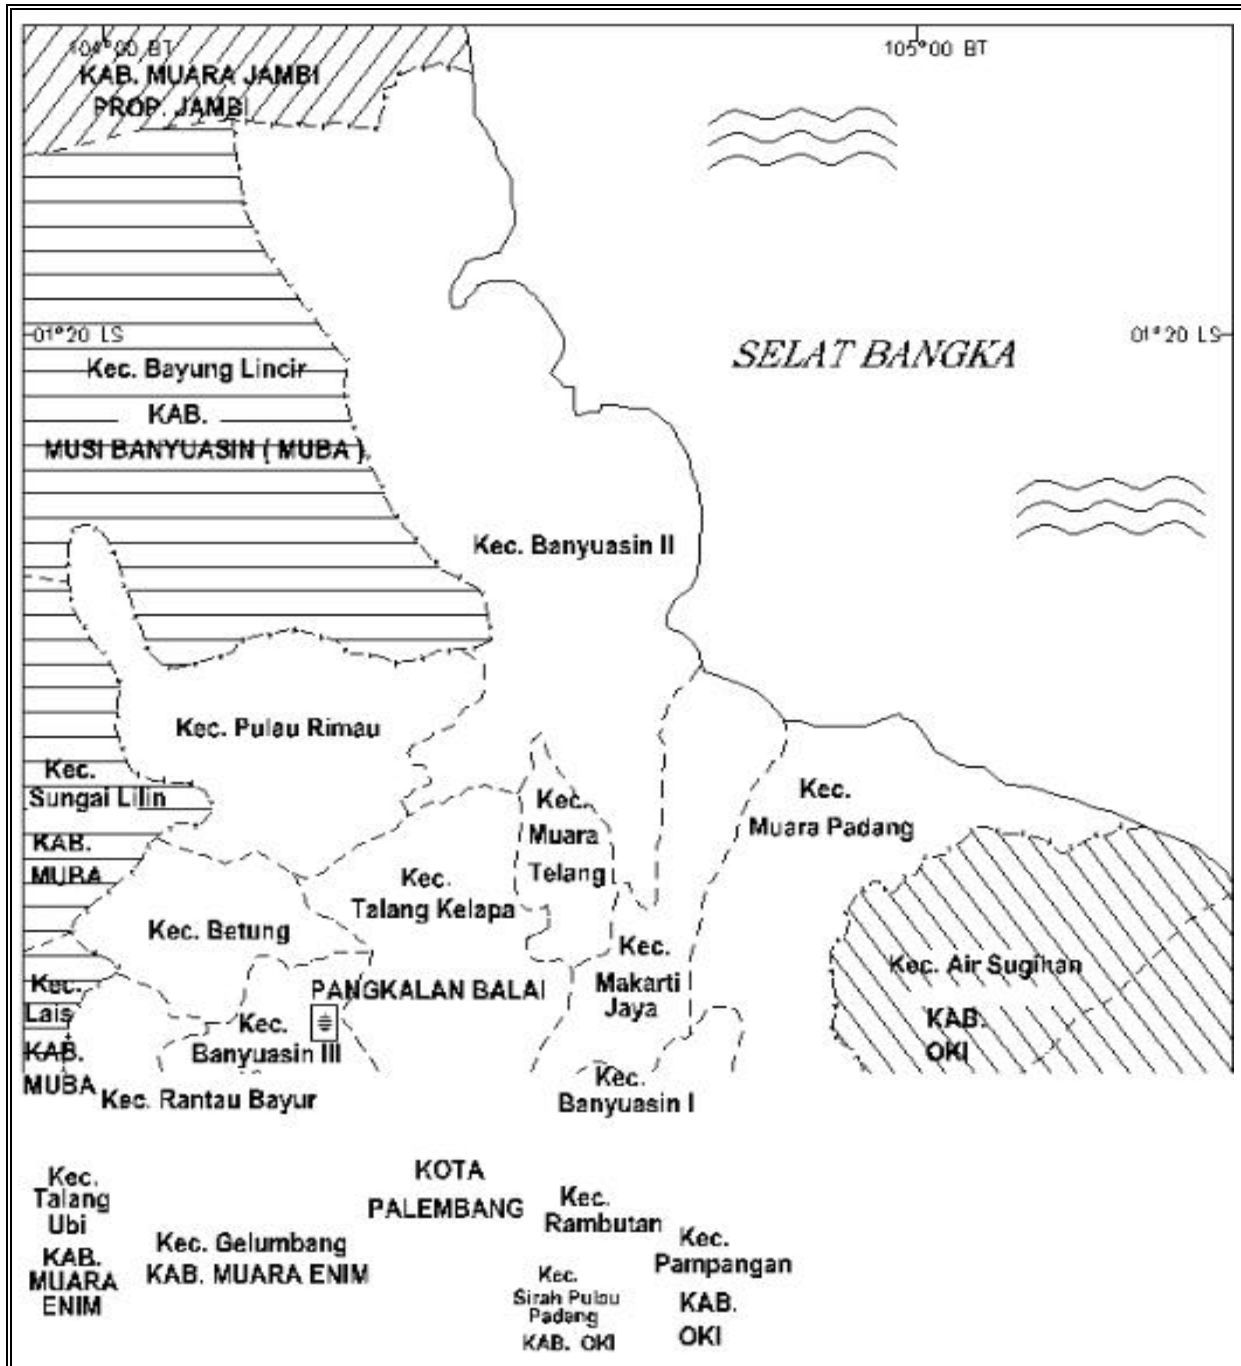 104°00 BT
105°00 BT
KAB. MUARA JAMBI
PROP. JAMBI
01°20 LS
01°20 LS
SELAT BANGKA
Kec. Bayung Lincir
KAB.
MUSI BANYUASIN ( MUBA )
Kec. Banyuasin II
Kec. Pulau Rimau
Kec.
Sungai Lilin
KAB.
MUBA
Kec.
Muara
Telang
Kec.
Muara Padang
Kec.
Talang Kelapa
Kec. Betung
Kec.
Makarti
Jaya
Kec. Air Sugihan
KAB.
OKI
PANGKALAN BALAI
Kec.
Lais
KAB.
MUBA
Kec.
Banyuasin III
Kec. Rantau Bayur
Kec.
Banyuasin I
Kec.
Talang
Ubi
KAB.
MUARA
ENIM
Kec. Gelumbang
KAB. MUARA ENIM
KOTA
PALEMBANG
Kec.
Rambutan
Kec.
Pampangan
KAB.
OKI
Kec.
Sirah Pulau
Padang
KAB. OKI